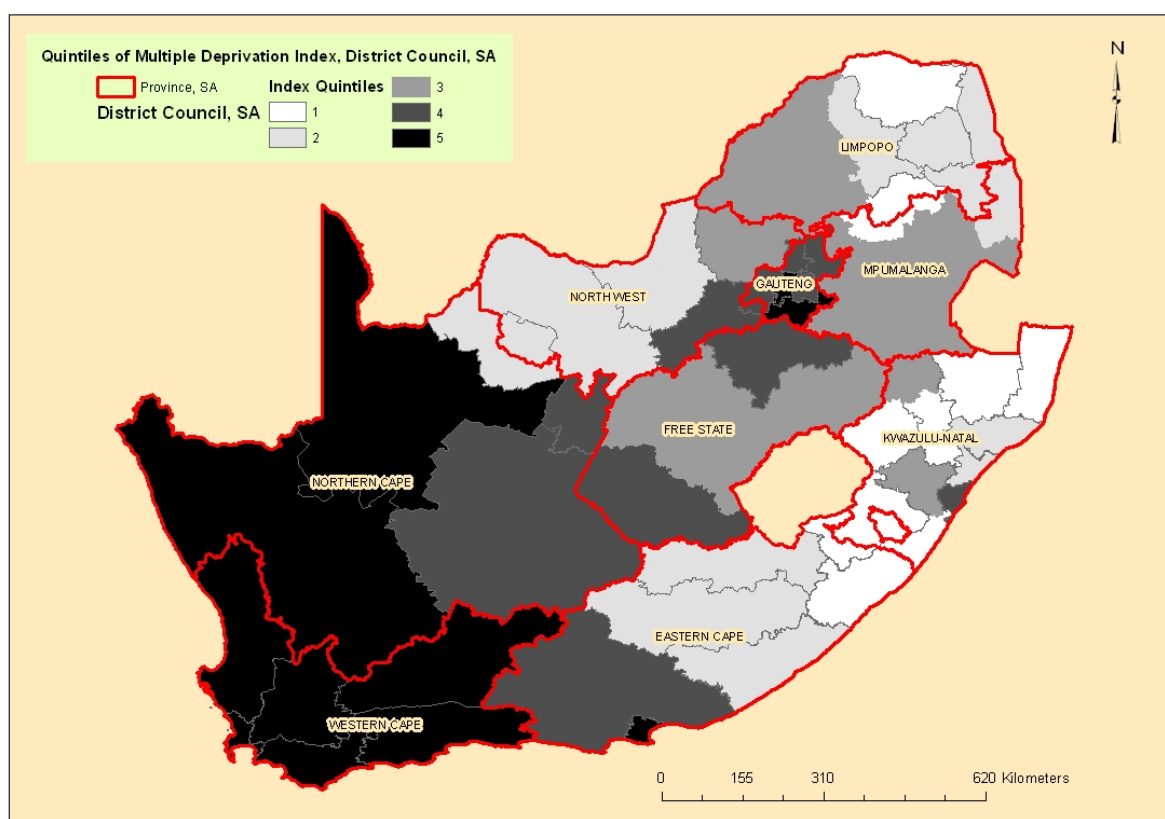 Quintiles of Multiple Deprivation Index, District Council, SA
Province, SA
District Council, SA
Index Quintiles
1
2
3
4
5
N
LIMPOPO
MPUMALANGA
GAUTENG
NORTH WEST
FREE STATE
KWAZULU-NATAL
NORTHERN CAPE
EASTERN CAPE
WESTERN CAPE
0 155 310 620 Kilometers